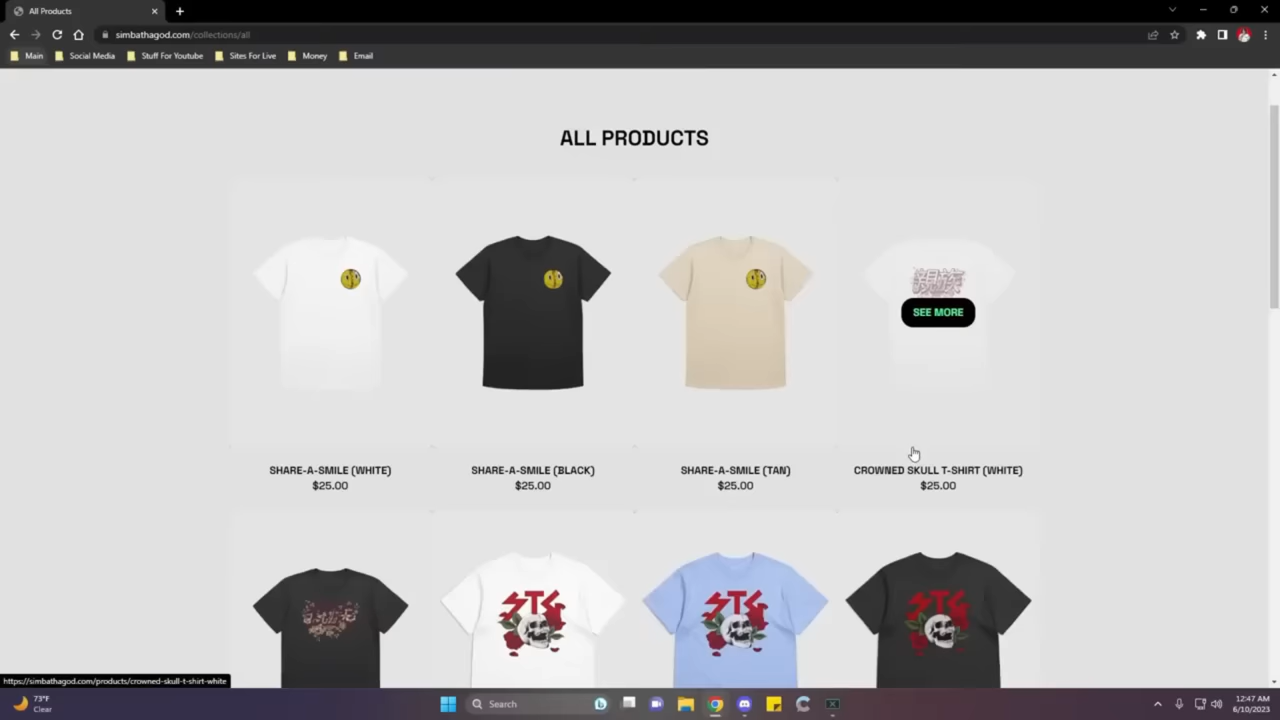 All Products
simbathagod.com/collections/all
Main
Social Media
Stuff For Youtube
Sites For Live
Money
Email
ALL PRODUCTS
SEE MORE
SHARE-A-SMILE (WHITE)
$25.00
SHARE-A-SMILE (BLACK)
$25.00
SHARE-A-SMILE (TAN)
$25.00
CROWNED SKULL T-SHIRT (WHITE)
$25.00
STG
STG
STG
https://simbathagod.com/products/crowned-skull-t-shirt-white
73°F
Clear
Search
12:47 AM
6/10/2023